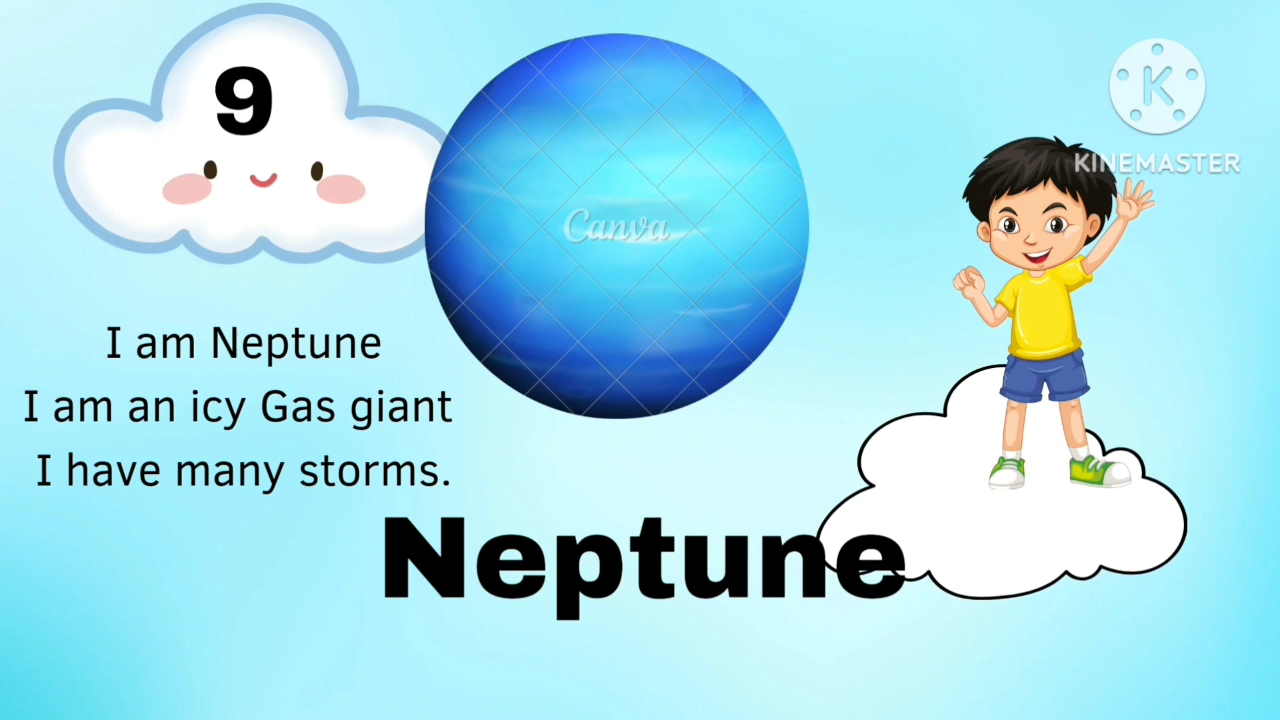 9
Canva
K
KINEMASTER
I am Neptune
I am an icy Gas giant
I have many storms.
Neptune